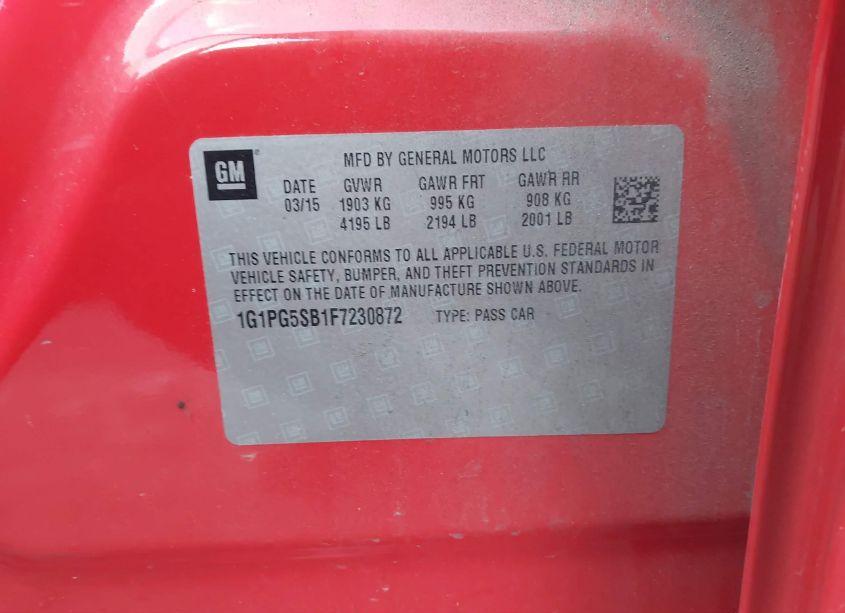 GM
MFD BY GENERAL MOTORS LLC
DATE GVWR GAWR FRT GAWR RR
03/15 1903 KG 995 KG 908 KG
4195 LB 2194 LB 2001 LB
THIS VEHICLE CONFORMS TO ALL APPLICABLE U.S. FEDERAL MOTOR
VEHICLE SAFETY, BUMPER, AND THEFT PREVENTION STANDARDS IN
EFFECT ON THE DATE OF MANUFACTURE SHOWN ABOVE.
1G1PG5SB1F7230872 TYPE: PASS CAR